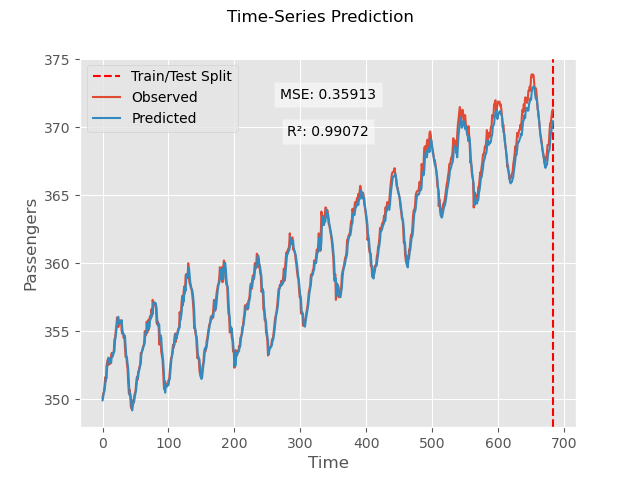 Time-Series Prediction
375
370
365
360
355
350
Passengers
Train/Test Split
Observed
Predicted
MSE: 0.35913
R²: 0.99072
0 100 200 300 400 500 600 700
Time